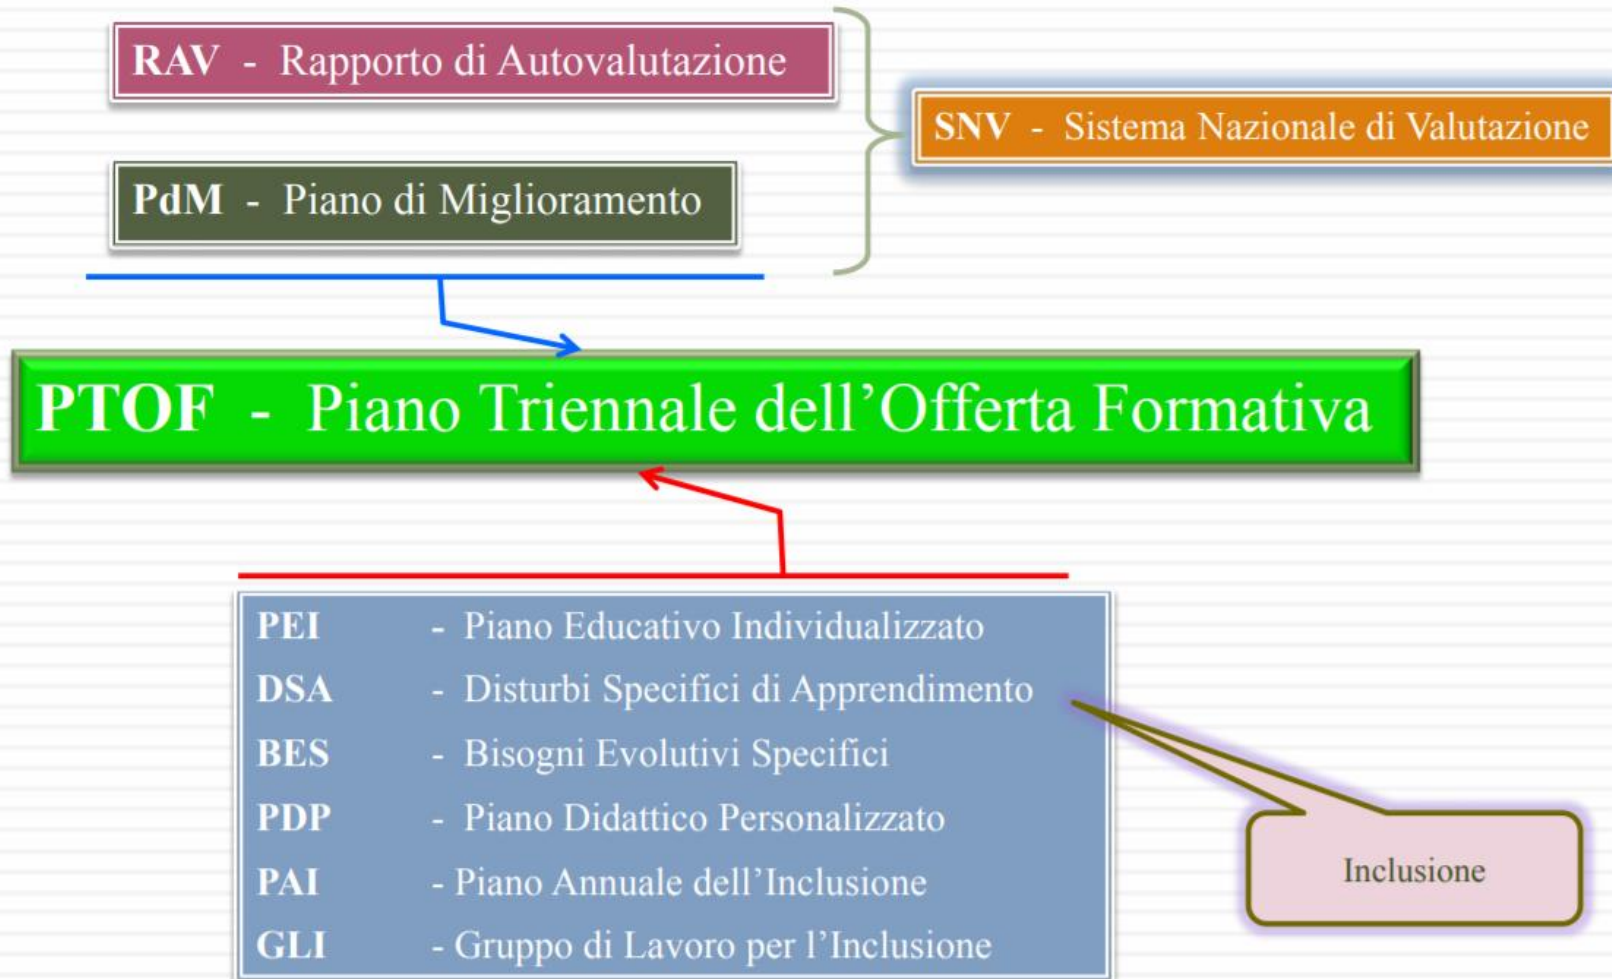 RAV - Rapporto di Autovalutazione
SNV - Sistema Nazionale di Valutazione
PdM - Piano di Miglioramento
PTOF - Piano Triennale dell’Offerta Formativa
PEI - Piano Educativo Individualizzato
DSA - Disturbi Specifici di Apprendimento
BES - Bisogni Evolutivi Specifici
PDP - Piano Didattico Personalizzato
PAI - Piano Annuale dell’Inclusione
GLI - Gruppo di Lavoro per l’Inclusione
Inclusione